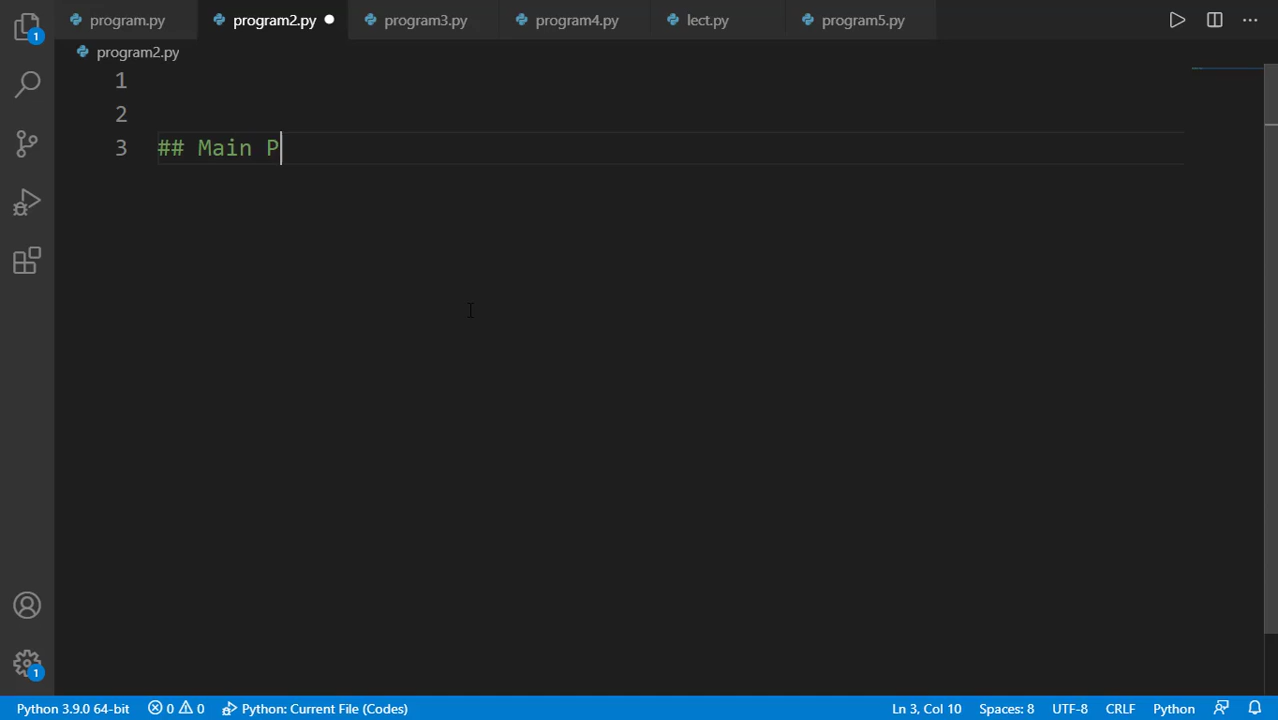 program.py program2.py program3.py program4.py lect.py program5.py
1 program2.py
1
2
3 ## Main P
1
Python 3.9.0 64-bit 0 0 Python: Current File (Codes) Ln 3, Col 10 Spaces: 8 UTF-8 CRLF Python